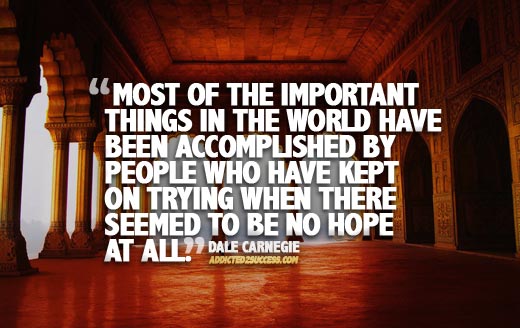 “MOST OF THE IMPORTANT
THINGS IN THE WORLD HAVE
BEEN ACCOMPLISHED BY
PEOPLE WHO HAVE KEPT
ON TRYING WHEN THERE
SEEMED TO BE NO HOPE
AT ALL.” DALE CARNEGIE
ADDICTED2SUCCESS.COM